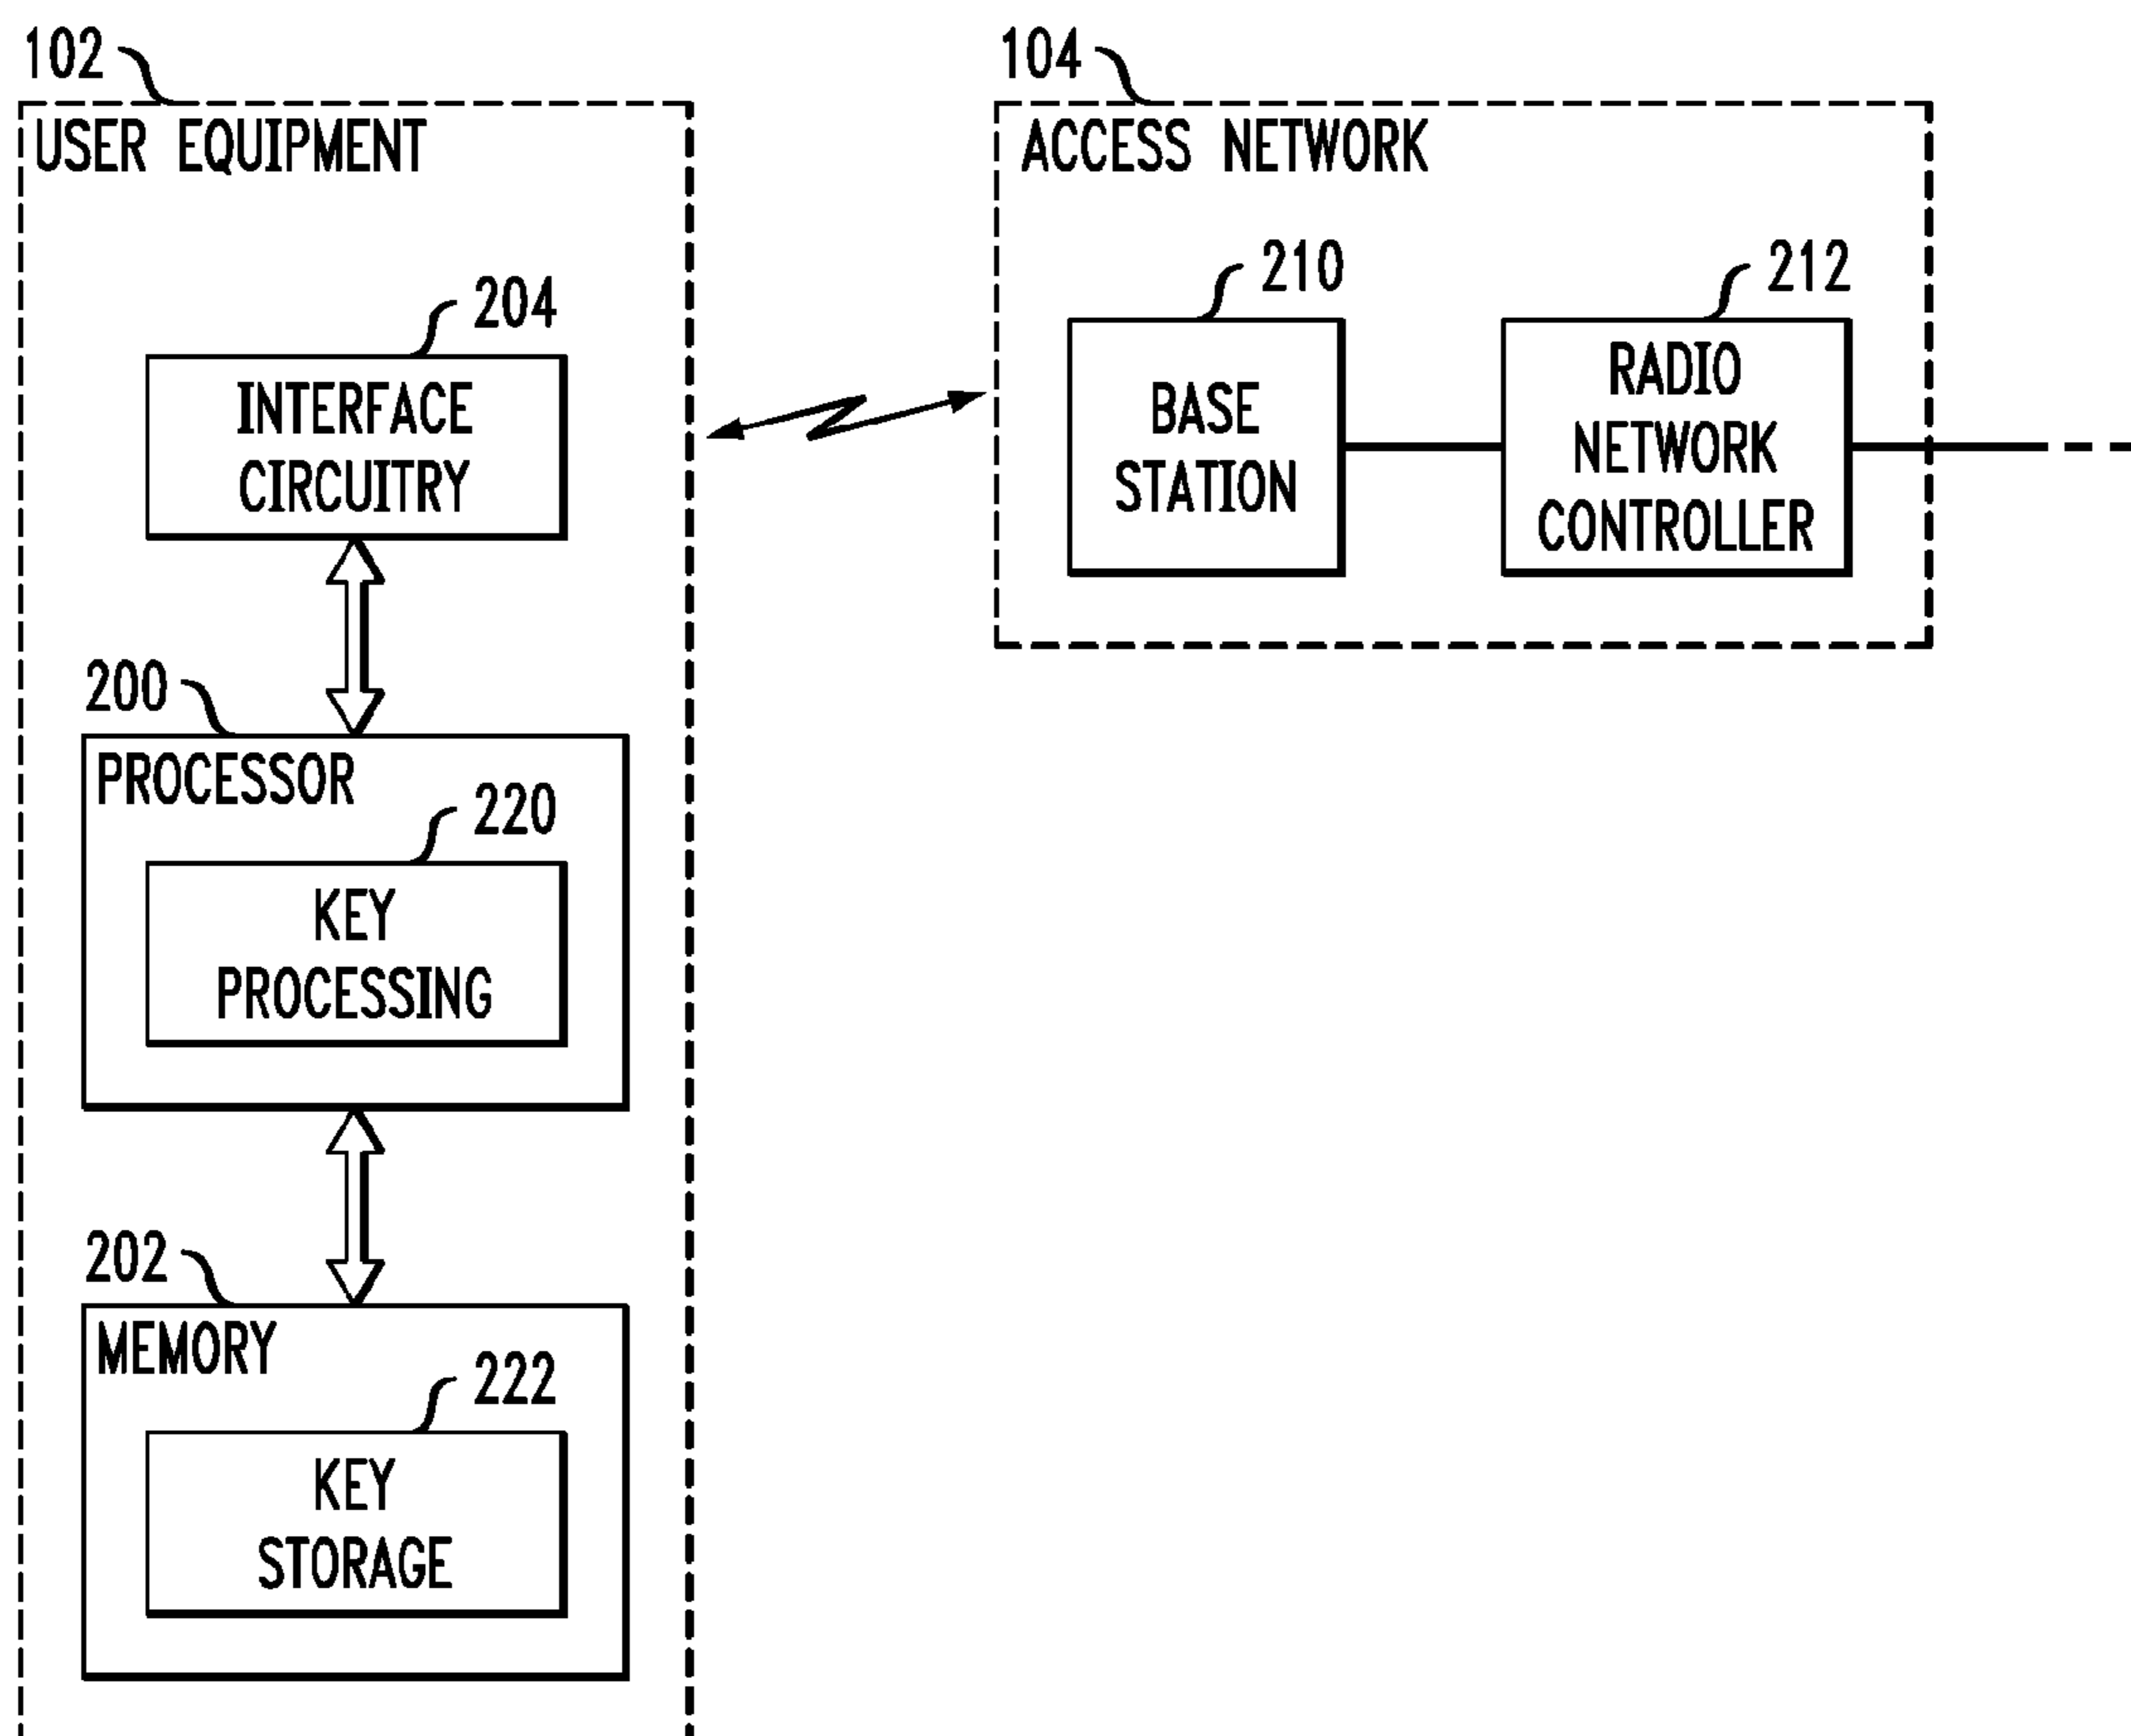 102
USER EQUIPMENT
204
INTERFACE
CIRCUITRY
200
PROCESSOR
220
KEY
PROCESSING
202
MEMORY
222
KEY
STORAGE
104
ACCESS NETWORK
210
BASE
STATION
212
RADIO
NETWORK
CONTROLLER